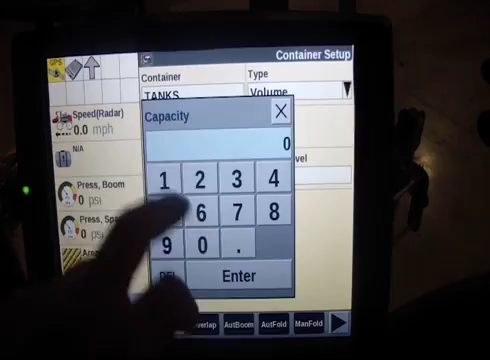 GPS
Container Setup
Container
Type
TANKS
Volume
Speed(Radar)
0.0 mph
N/A
Press, Boom
0 psi
Press,
0 psi
Capacity
X
0
1 2 3 4
6 7 8
9 0 .
Enter
AutBoom
AutFold
ManFold